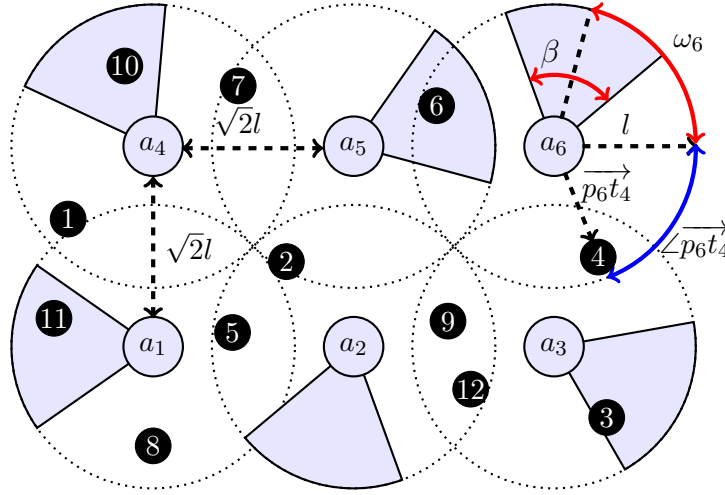 10
7
6
β
ω₆
a₄
√2l
a₅
a₆
l
p₆t₄
1
√2l
2
4
∠p₆t₄
11
5
9
a₁
a₂
a₃
12
3
8